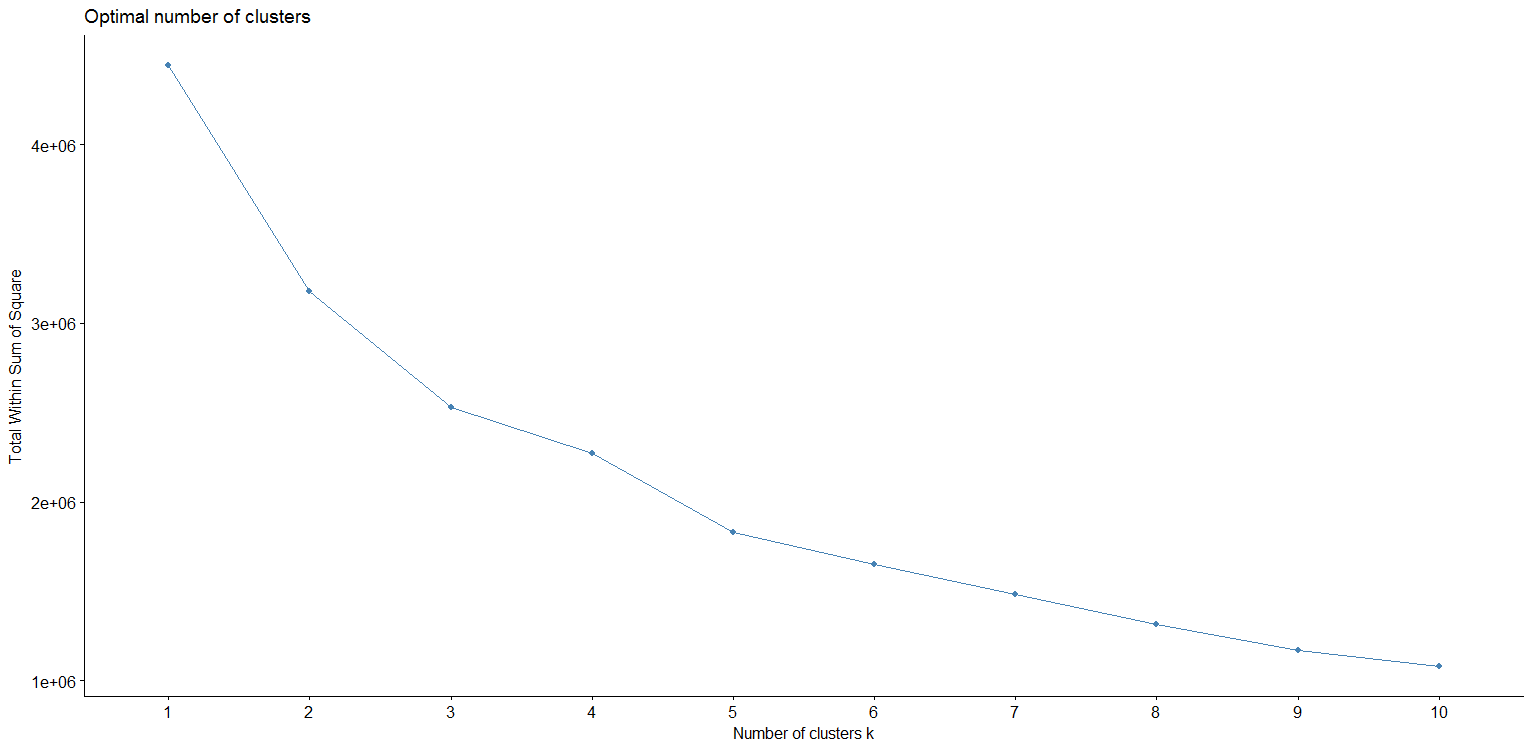 Optimal number of clusters
Total Within Sum of Square
4e+06
3e+06
2e+06
1e+06
1 2 3 4 5 6 7 8 9 10
Number of clusters k